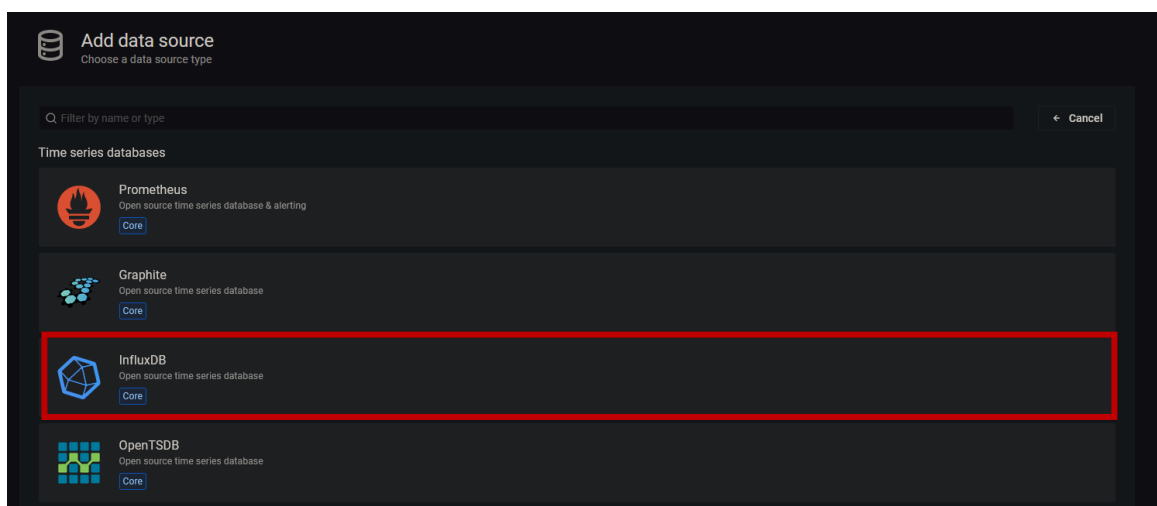 Add data source
Choose a data source type
Filter by name or type
← Cancel
Time series databases
Prometheus
Open source time series database & alerting
Core
Graphite
Open source time series database
Core
InfluxDB
Open source time series database
Core
OpenTSDB
Open source time series database
Core